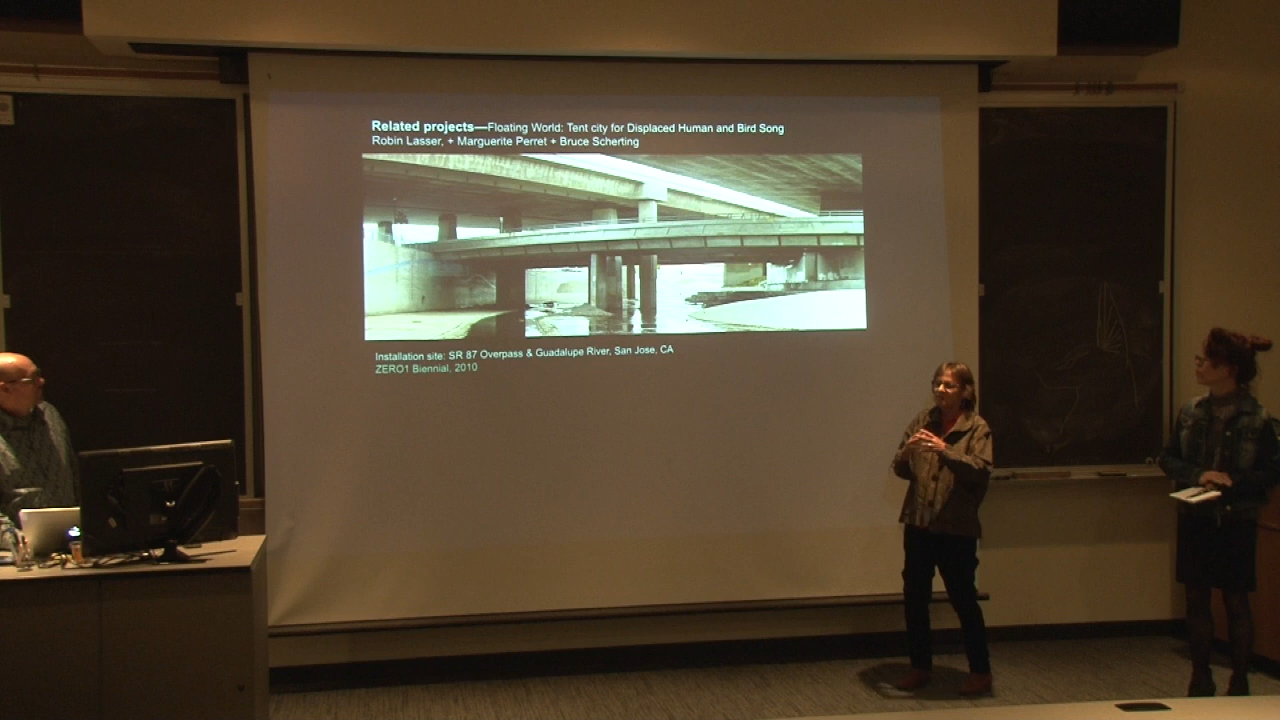 Related projects—Floating World: Tent city for Displaced Human and Bird Song
Robin Lasser, + Marguerite Perret + Bruce Scherting
Installation site: SR 87 Overpass & Guadalupe River, San Jose, CA
ZERO1 Biennial, 2010